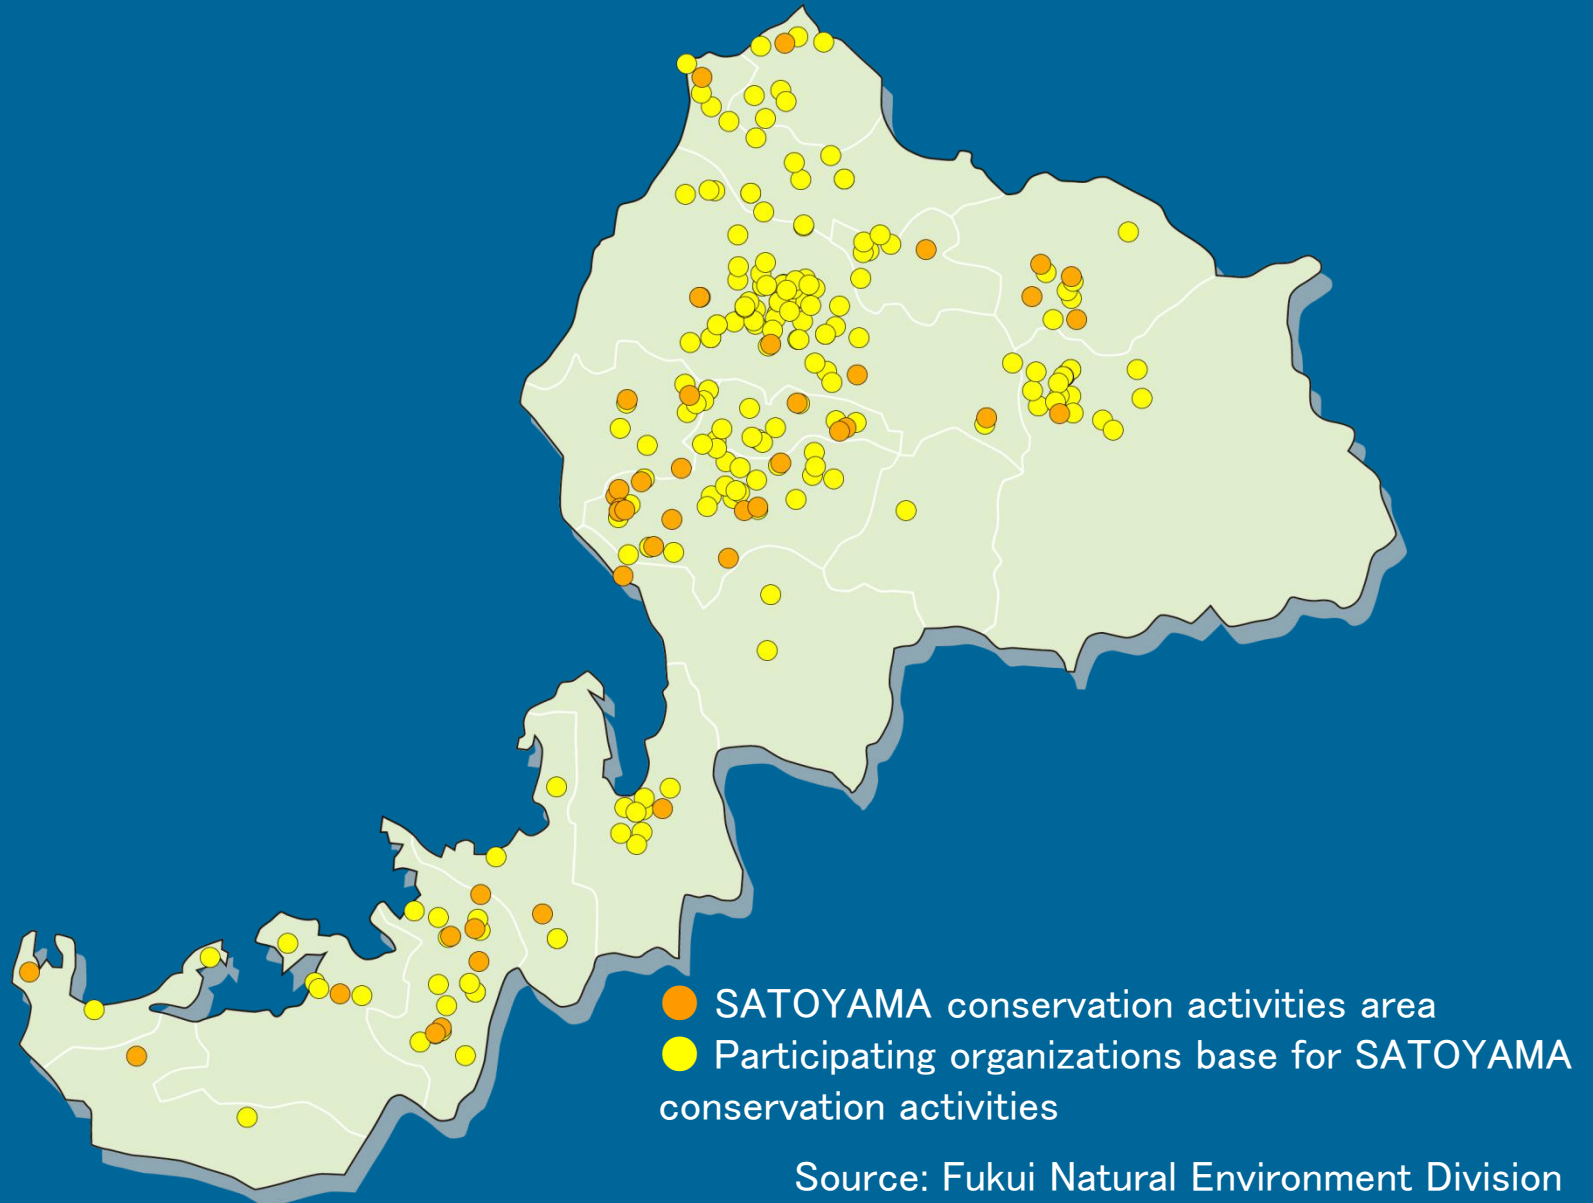 SATOYAMA conservation activities area
Participating organizations base for SATOYAMA
conservation activities
Source: Fukui Natural Environment Division